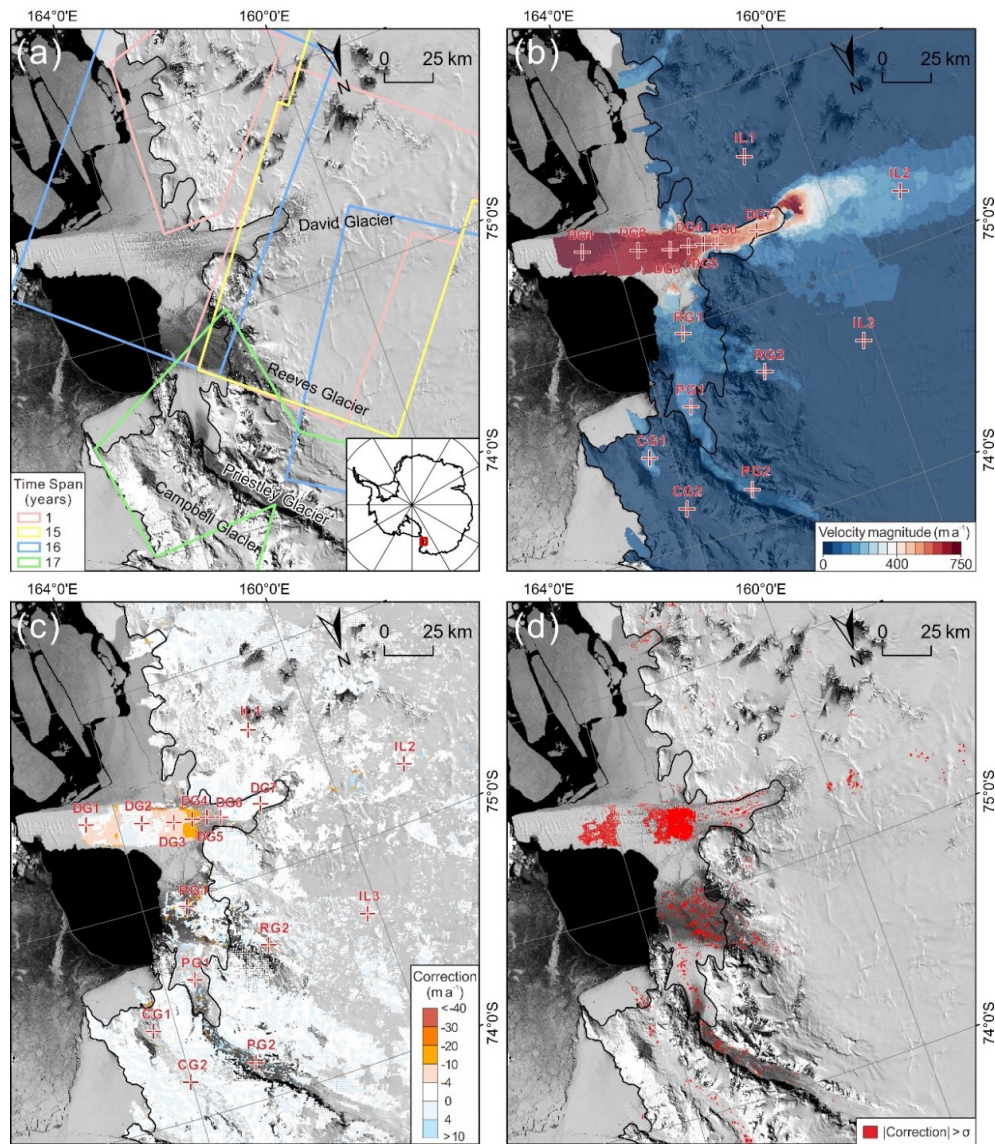 164°0'E
160°0'E
(a)
N
0 25 km
David Glacier
75°0'S
Reeves Glacier
74°0'S
Priestley Glacier
Campbell Glacier
Time Span
(years)
1
15
16
17
164°0'E
160°0'E
(b)
N
0 25 km
IL1
IL2
DG7
DG1
DG2
DG4
DG6
DG3
DG5
75°0'S
RG1
IL3
RG2
PG1
CG1
74°0'S
PG2
CG2
Velocity magnitude (m a⁻¹)
0 400 750
164°0'E
160°0'E
(c)
N
0 25 km
IL1
IL2
DG7
DG1
DG2
DG4
DG6
DG3
DG5
75°0'S
RG1
IL3
RG2
PG1
CG1
74°0'S
PG2
CG2
Correction
(m a⁻¹)
<-40
-30
-20
-10
-4
0
4
>10
164°0'E
160°0'E
(d)
N
0 25 km
75°0'S
74°0'S
|Correction| > σ